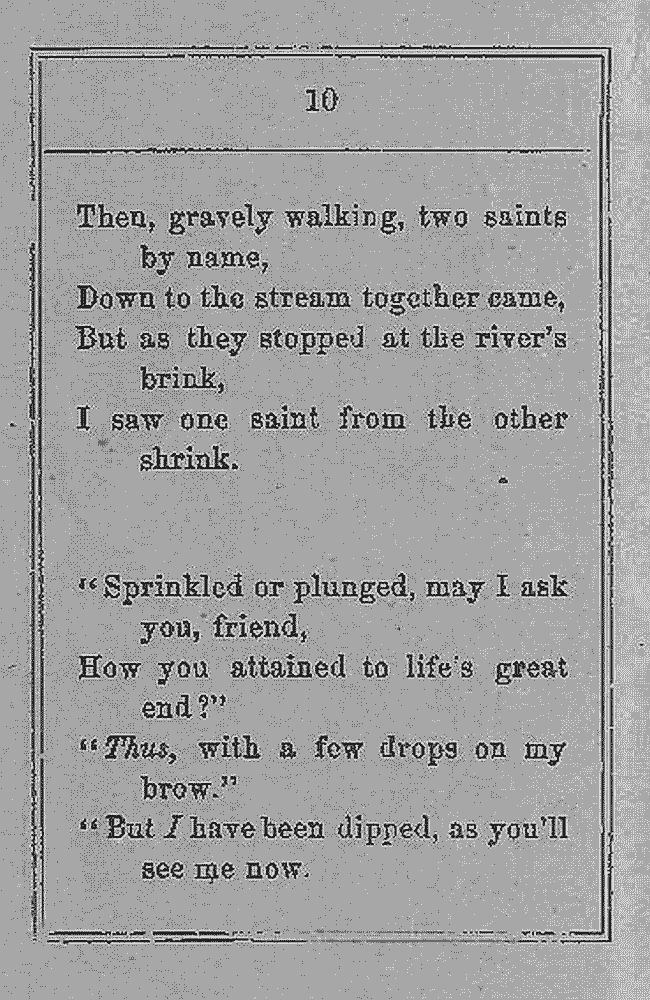 10
Then, gravely walking, two saints
by name,
Down to the stream together came,
But as they stopped at the river's
brink,
I saw one saint from the other
shrink.
"Sprinkled or plunged, may I ask
you, friend,
How you attained to life's great
end?"
"Thus, with a few drops on my
brow."
"But I have been dipped, as you'll
see me now.